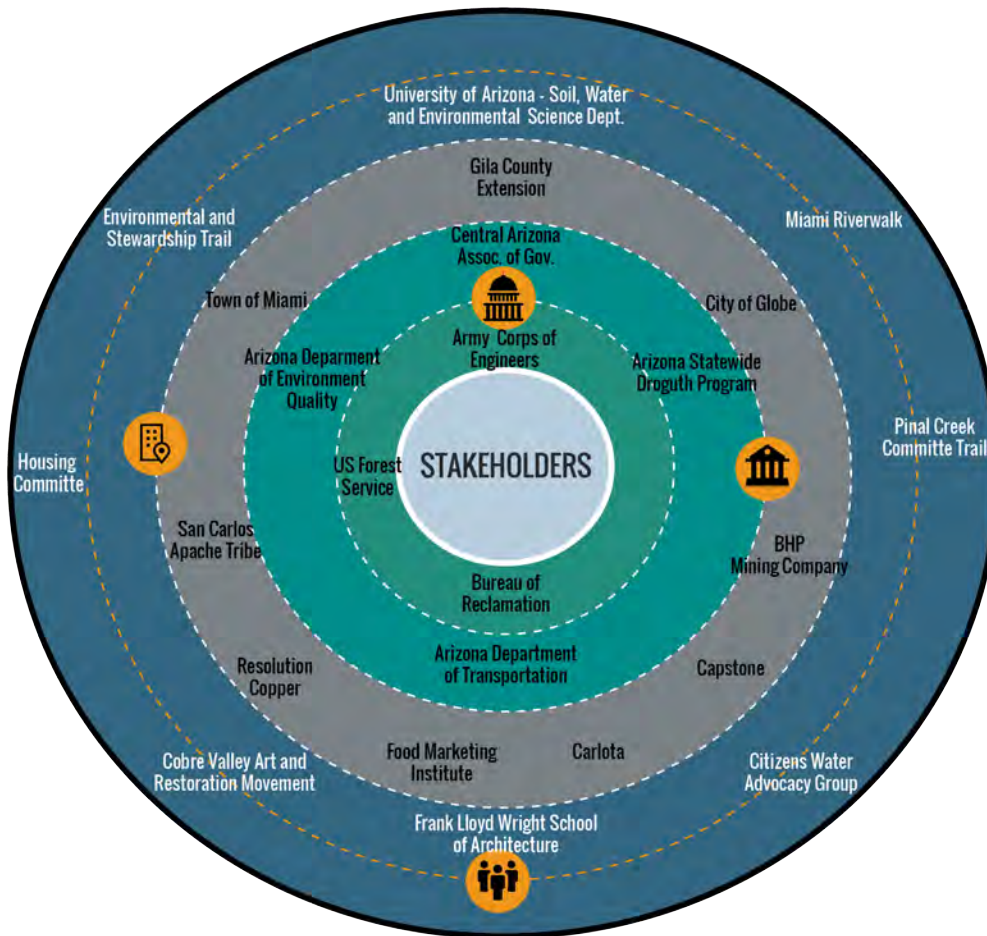 University of Arizona - Soil, Water
and Environmental Science Dept.
Gila County
Extension
Environmental and
Stewardship Trail
Miami Riverwalk
Central Arizona
Assoc. of Gov.
Town of Miami
City of Globe
Army Corps of
Engineers
Arizona Deparment
of Environment
Quality
Arizona Statewide
Droguth Program
Pinal Creek
Committe Trail
Housing
Committe
US Forest
Service
STAKEHOLDERS
San Carlos
Apache Tribe
BHP
Mining Company
Bureau of
Reclamation
Arizona Department
of Transportation
Resolution
Copper
Capstone
Food Marketing
Institute
Carlota
Cobre Valley Art and
Restoration Movement
Citizens Water
Advocacy Group
Frank Lloyd Wright School
of Architecture